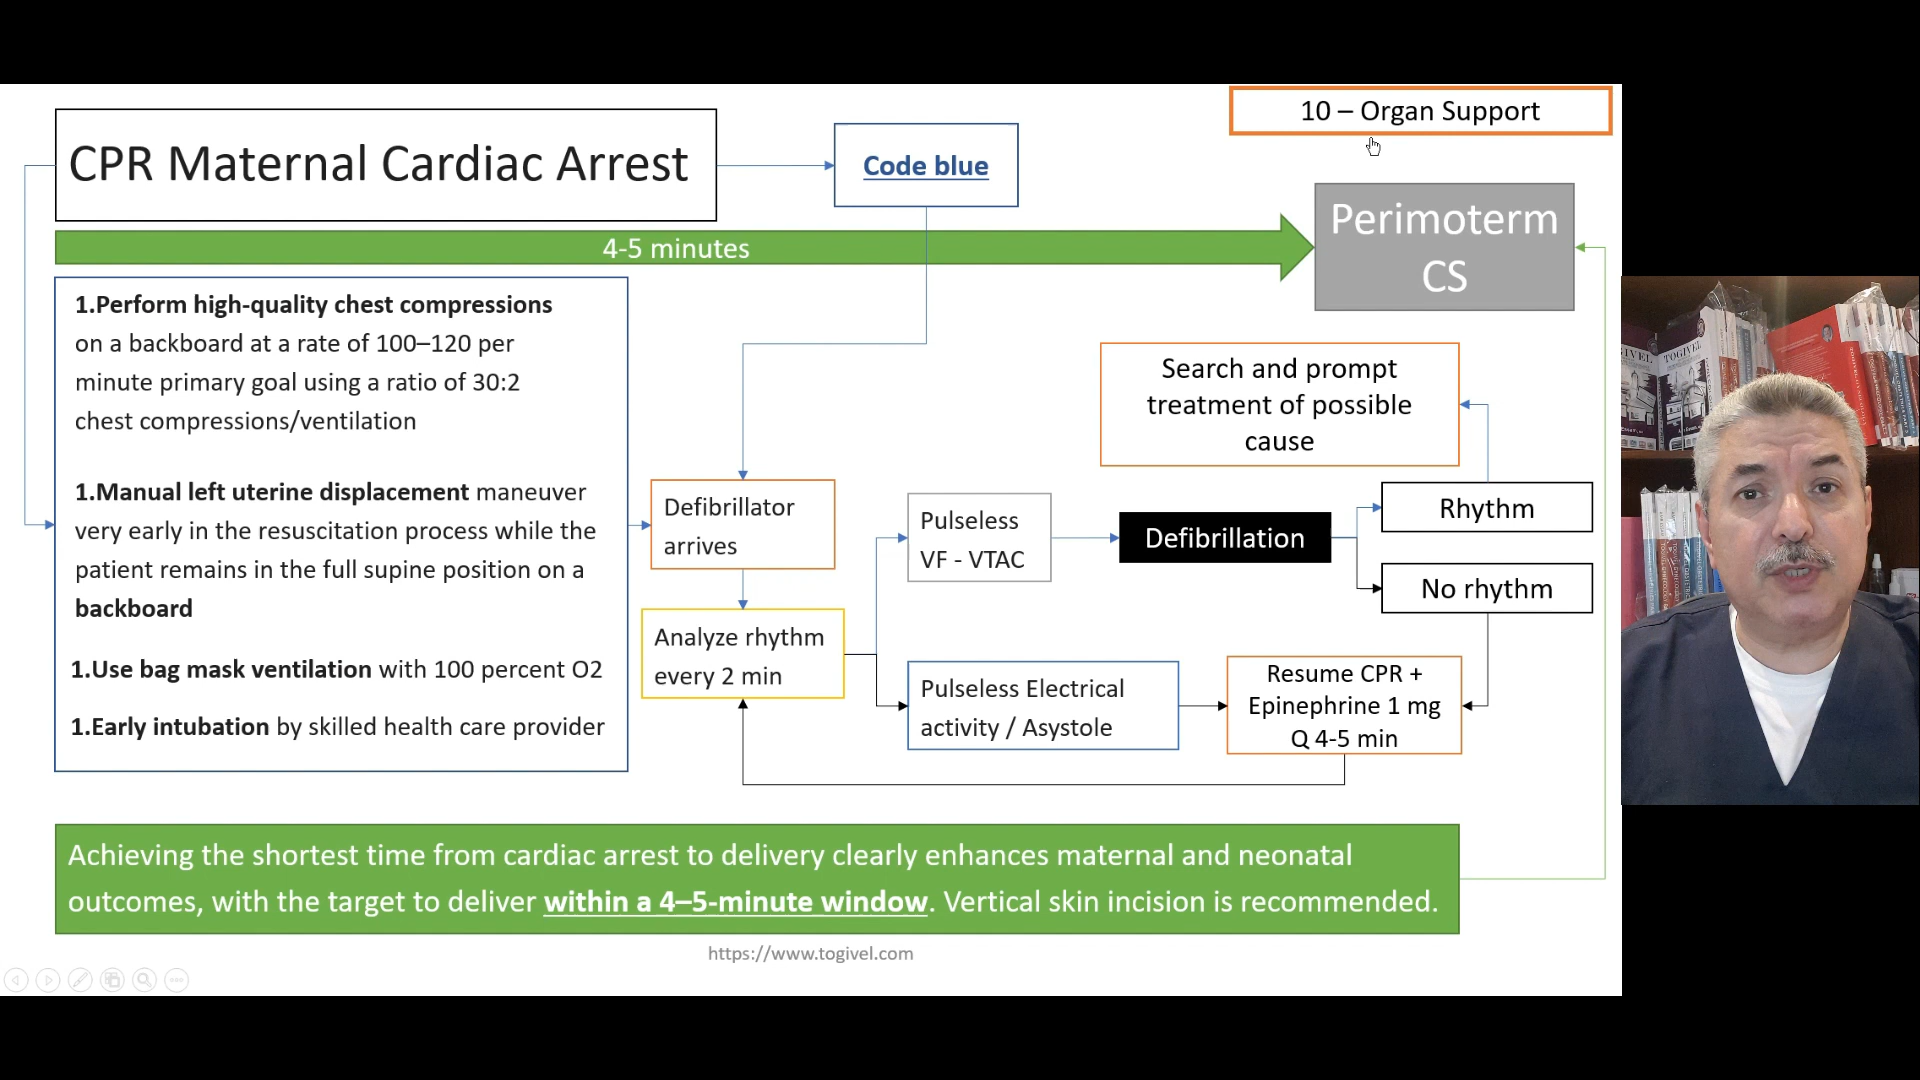 10 – Organ Support
CPR Maternal Cardiac Arrest
Code blue
4-5 minutes
Perimoterm
CS
1.Perform high-quality chest compressions
on a backboard at a rate of 100–120 per
minute primary goal using a ratio of 30:2
chest compressions/ventilation
1.Manual left uterine displacement maneuver
very early in the resuscitation process while the
patient remains in the full supine position on a
backboard
1.Use bag mask ventilation with 100 percent O2
1.Early intubation by skilled health care provider
Defibrillator
arrives
Analyze rhythm
every 2 min
Pulseless
VF - VTAC
Defibrillation
Search and prompt
treatment of possible
cause
Rhythm
No rhythm
Pulseless Electrical
activity / Asystole
Resume CPR +
Epinephrine 1 mg
Q 4-5 min
Achieving the shortest time from cardiac arrest to delivery clearly enhances maternal and neonatal
outcomes, with the target to deliver within a 4–5-minute window. Vertical skin incision is recommended.
https://www.togivel.com
TOGIVEL